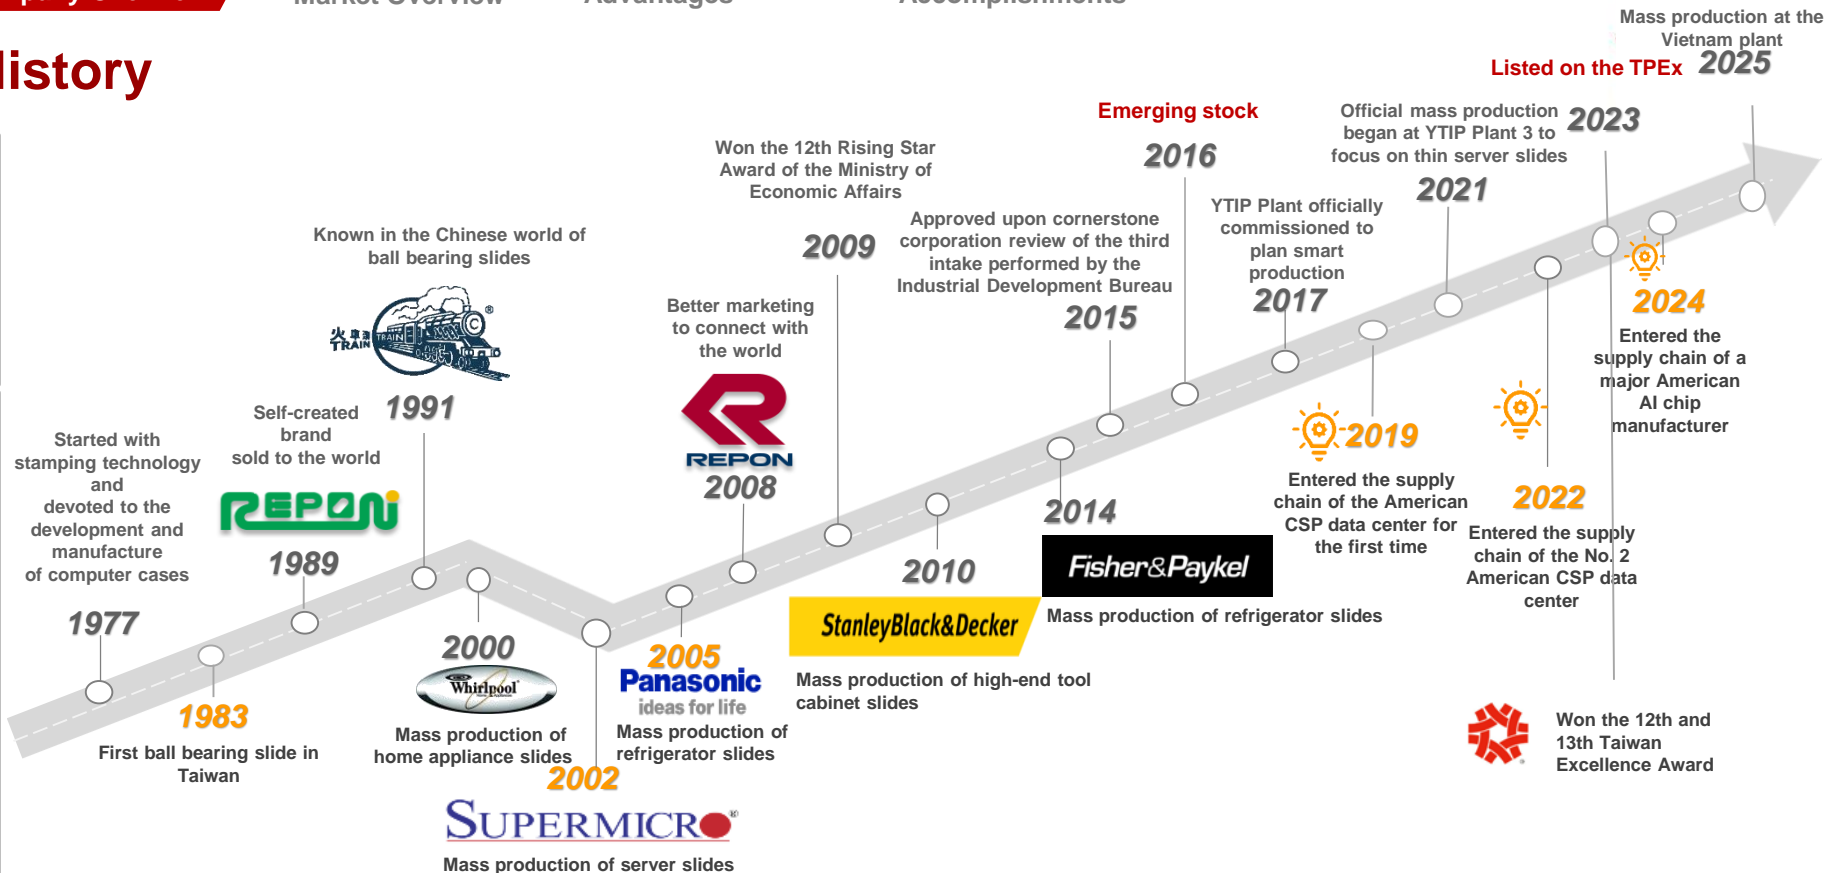 Market Overview
Advantages
Accomplishments
History
Mass production at the
Vietnam plant
2025
Listed on the TPEx
2023
Official mass production
began at YTIP Plant 3 to
focus on thin server slides
2021
Emerging stock
2016
Won the 12th Rising Star
Award of the Ministry of
Economic Affairs
2009
YTIP Plant officially
commissioned to
plan smart
production
2017
Approved upon cornerstone
corporation review of the third
intake performed by the
Industrial Development Bureau
2015
Known in the Chinese world of
ball bearing slides
火車
TRAIN
TRAIN
®
1991
Better marketing
to connect with
the world
REPON
2008
Self-created
brand
sold to the world
REPON
1989
Started with
stamping technology
and
devoted to the
development and
manufacture
of computer cases
1977
1983
First ball bearing slide in
Taiwan
2000
Whirlpool
Mass production of
home appliance slides
2002
SUPERMICRO®
Mass production of server slides
2005
Panasonic
ideas for life
Mass production of
refrigerator slides
2010
StanleyBlack&Decker
Mass production of high-end tool
cabinet slides
2014
Fisher&Paykel
Mass production of refrigerator slides
2019
Entered the supply
chain of the American
CSP data center for
the first time
2022
Entered the supply
chain of the No. 2
American CSP data
center
2024
Entered the
supply chain of a
major American
AI chip
manufacturer
Won the 12th and
13th Taiwan
Excellence Award